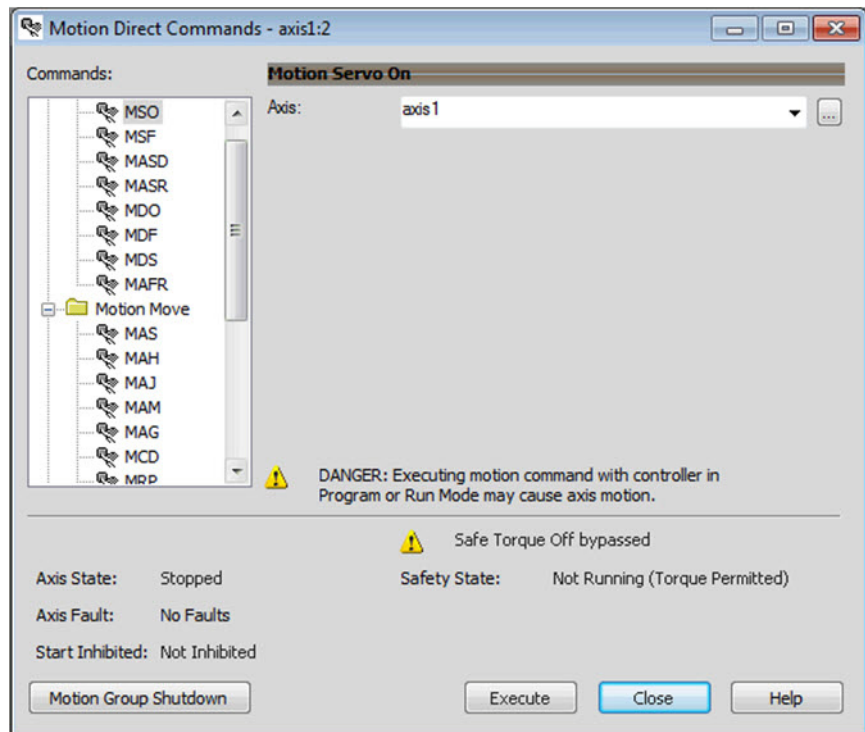 Motion Direct Commands - axis1:2
Commands:
MSO
MSF
MASD
MASR
MDO
MDF
MDS
MAFR
Motion Move
MAS
MAH
MAJ
MAM
MAG
MCD
MRP
Motion Servo On
Axis: axis1 ...
DANGER: Executing motion command with controller in
Program or Run Mode may cause axis motion.
Safe Torque Off bypassed
Axis State: Stopped Safety State: Not Running (Torque Permitted)
Axis Fault: No Faults
Start Inhibited: Not Inhibited
Motion Group Shutdown Execute Close Help